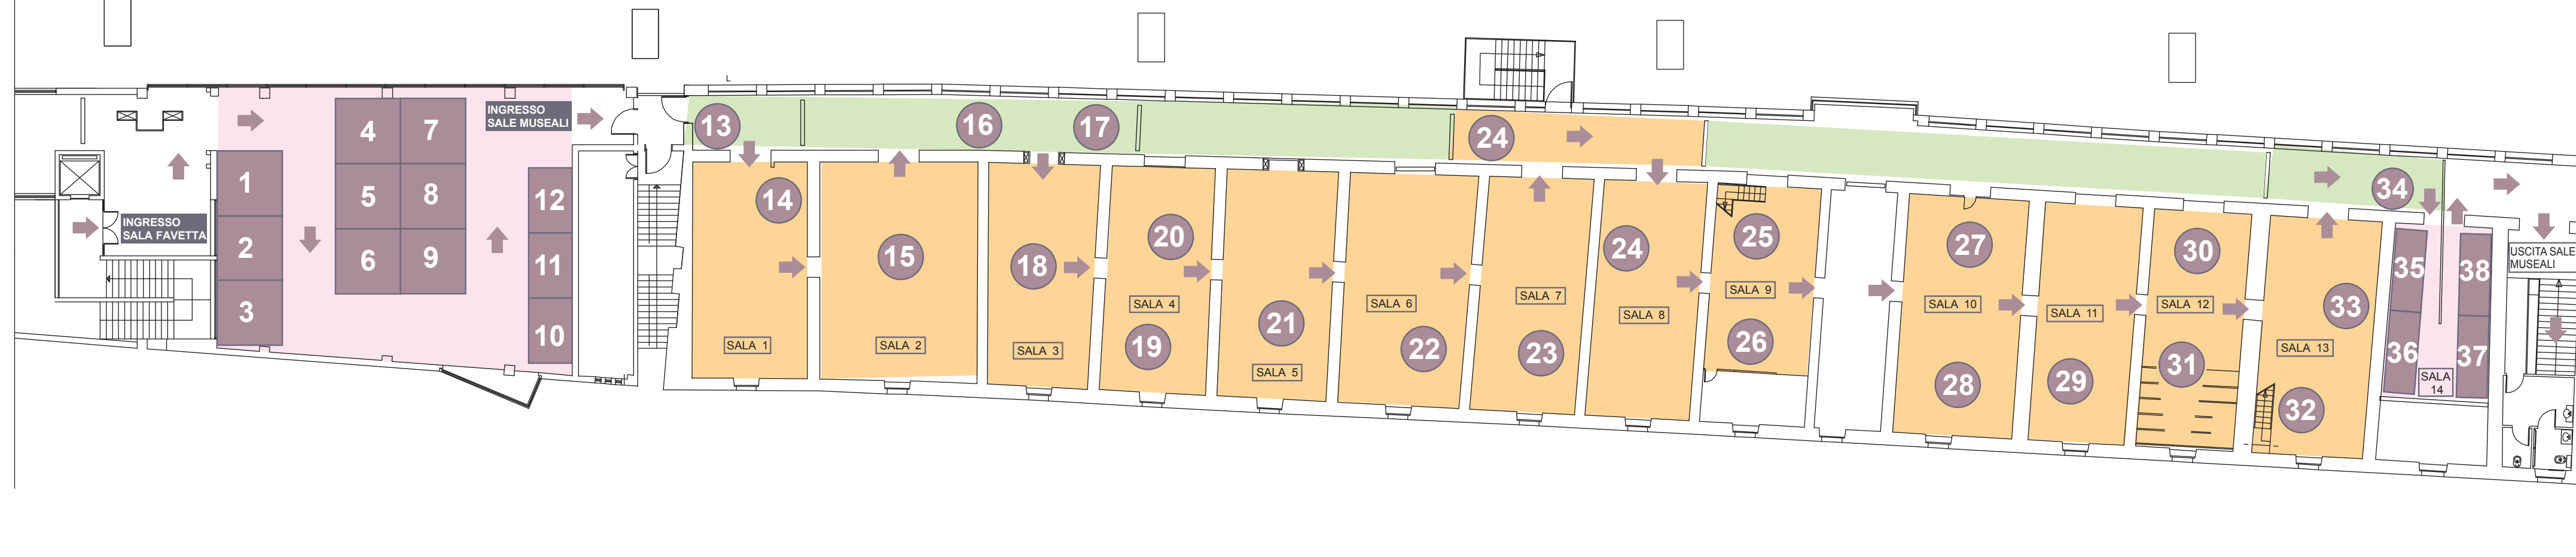 L
INGRESSO
SALE MUSEALI
INGRESSO
SALA FAVETTA
1
2
3
4
7
5
8
6
9
12
11
10
13
14
SALA 1
15
SALA 2
16
17
18
SALA 3
20
SALA 4
19
21
SALA 5
SALA 6
22
SALA 7
23
24
24
SALA 8
25
SALA 9
26
27
SALA 10
28
SALA 11
29
30
SALA 12
31
33
SALA 13
32
34
35
38
36
37
SALA
14
USCITA SALE
MUSEALI